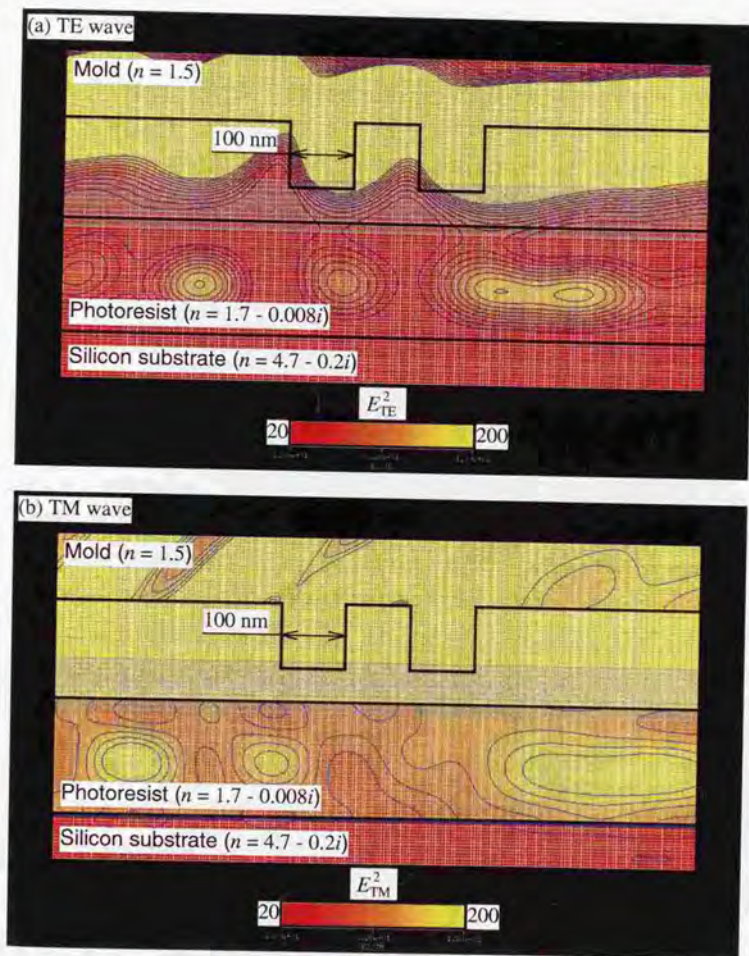 (a) TE wave
Mold (n = 1.5)
100 nm
Photoresist (n = 1.7 - 0.008i)
Silicon substrate (n = 4.7 - 0.2i)
E²TE
20
200
(b) TM wave
Mold (n = 1.5)
100 nm
Photoresist (n = 1.7 - 0.008i)
Silicon substrate (n = 4.7 - 0.2i)
E²TM
20
200